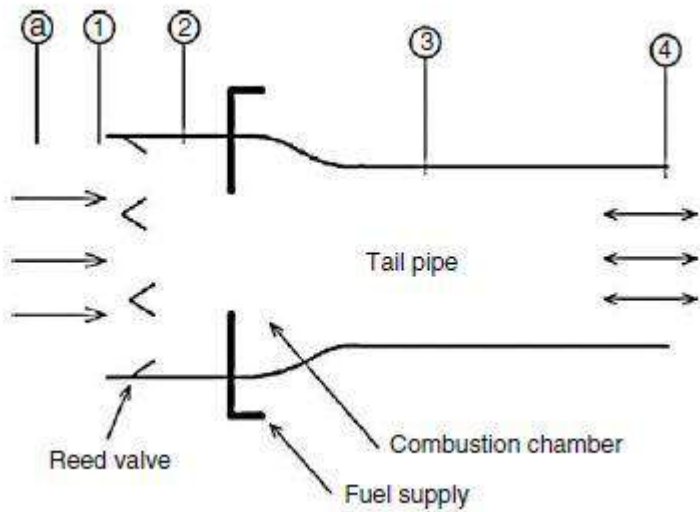 a 1 2 3 4
Tail pipe
Combustion chamber
Reed valve
Fuel supply